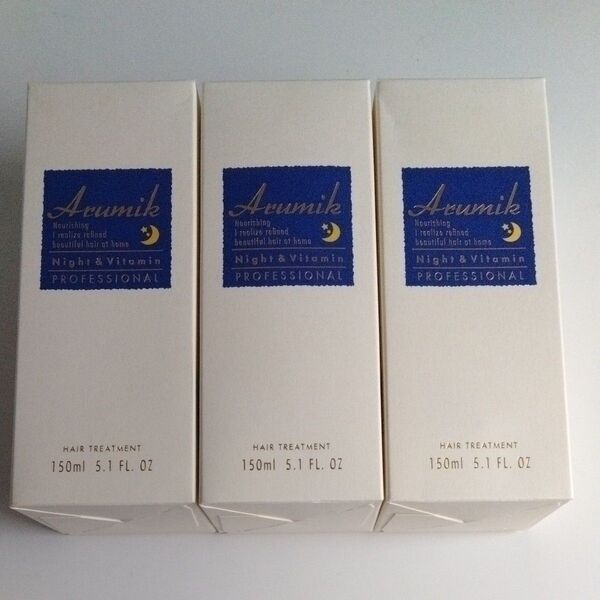 Arumik
Nourishing
I realize refined
beautiful hair at home
Night & Vitamin
PROFESSIONAL
HAIR TREATMENT
150ml 5.1 FL. OZ
Arumik
Nourishing
I realize refined
beautiful hair at home
Night & Vitamin
PROFESSIONAL
HAIR TREATMENT
150ml 5.1 FL. OZ
Arumik
Nourishing
I realize refined
beautiful hair at home
Night & Vitamin
PROFESSIONAL
HAIR TREATMENT
150ml 5.1 FL. OZ